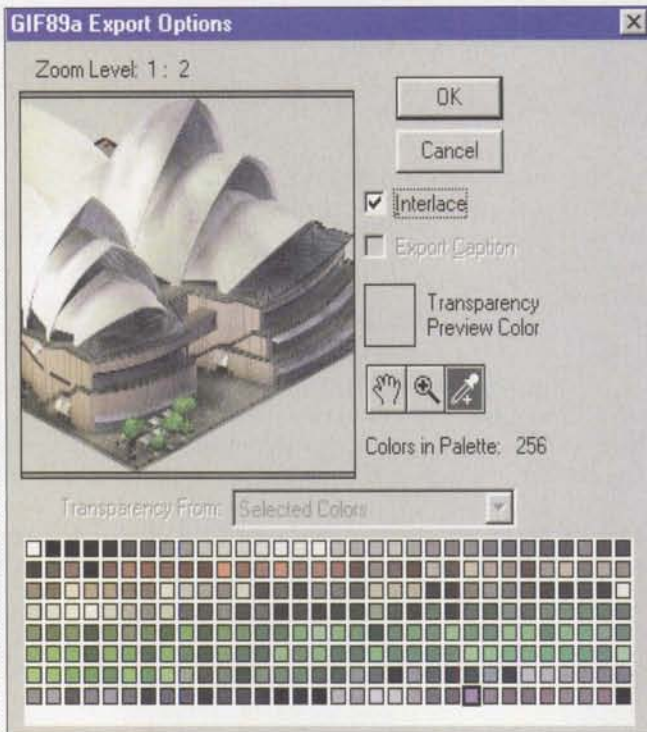 GIF89a Export Options
Zoom Level: 1 : 2
OK
Cancel
Interlace
Export Caption
Transparency
Preview Color
Colors in Palette: 256
Transparency From: Selected Colors